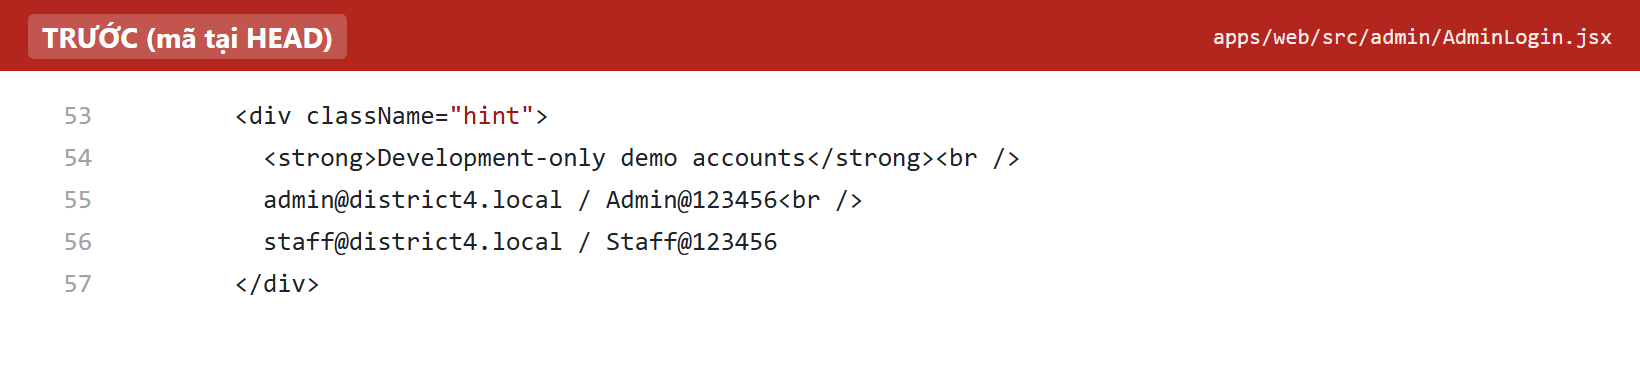 TRƯỚC (mã tại HEAD) apps/web/src/admin/AdminLogin.jsx
53 <div className="hint">
54 <strong>Development-only demo accounts</strong><br />
55 admin@district4.local / Admin@123456<br />
56 staff@district4.local / Staff@123456
57 </div>